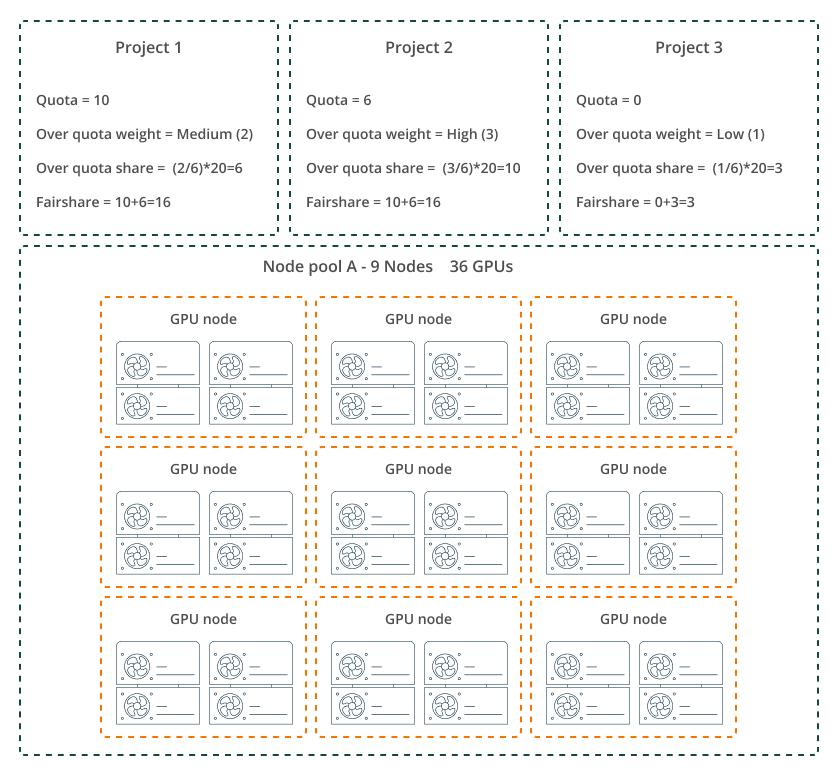 Project 1
Quota = 10
Over quota weight = Medium (2)
Over quota share =  (2/6)*20=6
Fairshare = 10+6=16
Project 2
Quota = 6
Over quota weight = High (3)
Over quota share =  (3/6)*20=10
Fairshare = 10+6=16
Project 3
Quota = 0
Over quota weight = Low (1)
Over quota share =  (1/6)*20=3
Fairshare = 0+3=3
Node pool A - 9 Nodes    36 GPUs
GPU node
GPU node
GPU node
GPU node
GPU node
GPU node
GPU node
GPU node
GPU node